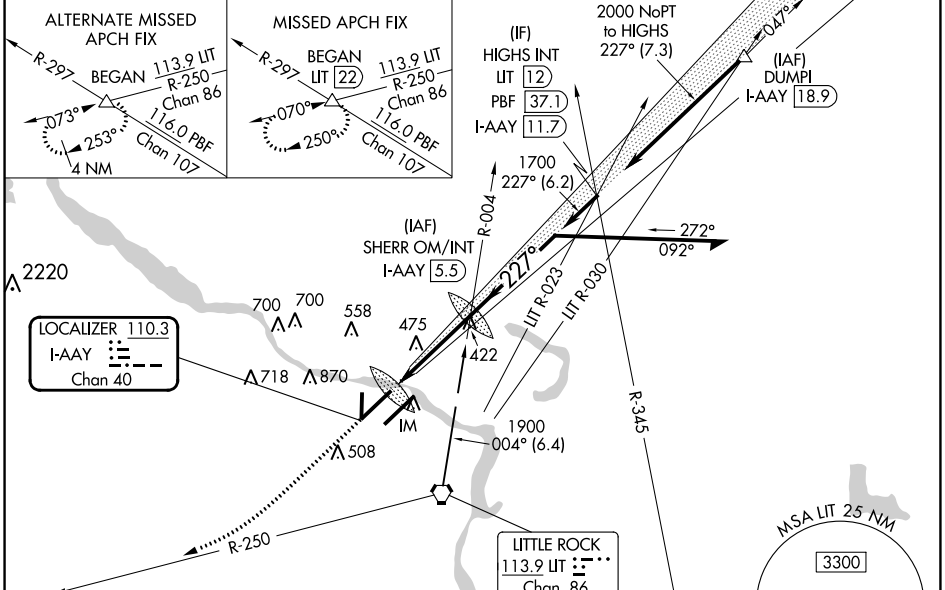 ALTERNATE MISSED
APCH FIX
R-297
BEGAN
113.9 LIT
R-250
Chan 86
073°
253°
4 NM
116.0 PBF
Chan 107
MISSED APCH FIX
R-297
BEGAN
LIT 22
113.9 LIT
R-250
Chan 86
070°
250°
116.0 PBF
Chan 107
(IF)
HIGHS INT
LIT 12
PBF 37.1
I-AAY 11.7
2000 NoPT
to HIGHS
227° (7.3)
047°
(IAF)
DUMPI
I-AAY 18.9
1700
227° (6.2)
R-004
(IAF)
SHERR OM/INT
I-AAY 5.5
227°
272°
092°
LIT R-023
LIT R-030
2220
700
700
558
475
422
LOCALIZER 110.3
I-AAY
Chan 40
718
870
IM
508
1900
004° (6.4)
R-345
R-250
LITTLE ROCK
113.9 LIT
Chan 86
MSA LIT 25 NM
3300